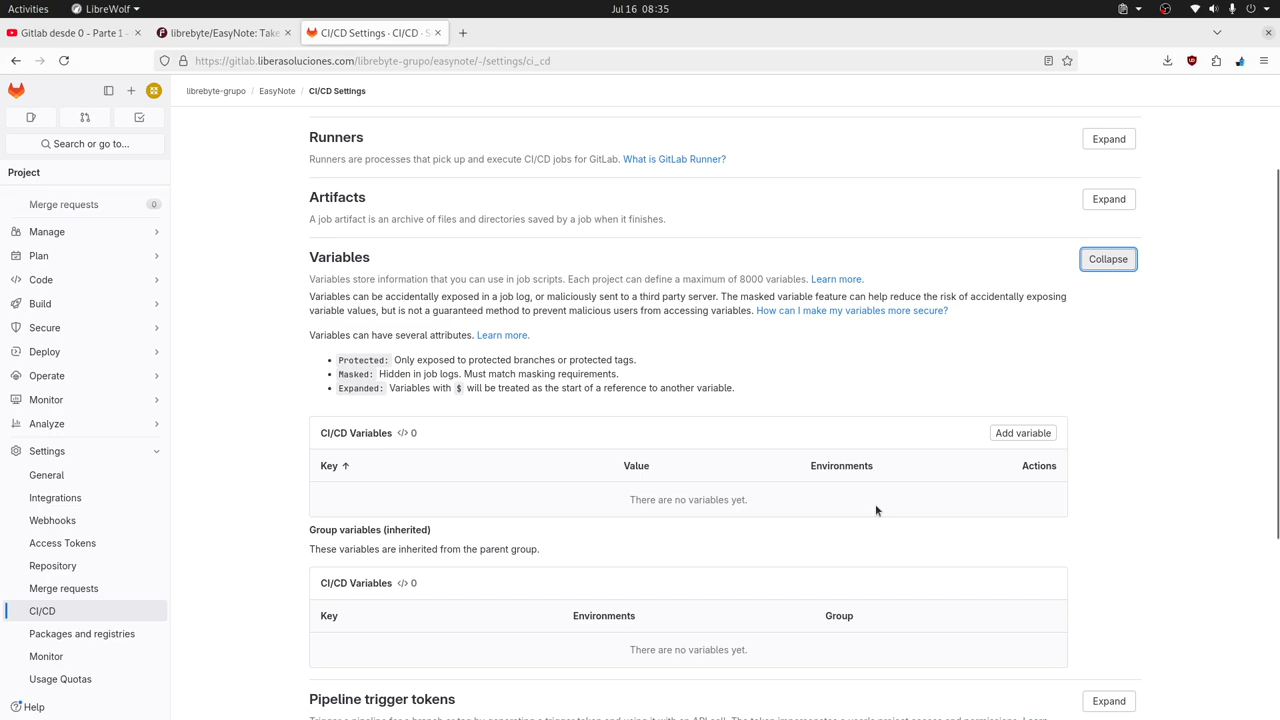 Activities LibreWolf Jul 16 08:35
Gitlab desde 0 - Parte 1 - librebyte/EasyNote: Take CI/CD Settings · CI/CD · S
https://gitlab.liberasoluciones.com/librebyte-grupo/easynote/-/settings/ci_cd
librebyte-grupo / EasyNote / CI/CD Settings
Search or go to...
Project
Merge requests 0
Manage
Plan
Code
Build
Secure
Deploy
Operate
Monitor
Analyze
Settings
General
Integrations
Webhooks
Access Tokens
Repository
Merge requests
CI/CD
Packages and registries
Monitor
Usage Quotas
Help
Runners
Expand
Runners are processes that pick up and execute CI/CD jobs for GitLab. What is GitLab Runner?
Artifacts
Expand
A job artifact is an archive of files and directories saved by a job when it finishes.
Variables
Collapse
Variables store information that you can use in job scripts. Each project can define a maximum of 8000 variables. Learn more.
Variables can be accidentally exposed in a job log, or maliciously sent to a third party server. The masked variable feature can help reduce the risk of accidentally exposing
variable values, but is not a guaranteed method to prevent malicious users from accessing variables. How can I make my variables more secure?
Variables can have several attributes. Learn more.
• Protected: Only exposed to protected branches or protected tags.
• Masked: Hidden in job logs. Must match masking requirements.
• Expanded: Variables with $ will be treated as the start of a reference to another variable.
CI/CD Variables </> 0 Add variable
Key ↑ Value Environments Actions
There are no variables yet.
Group variables (inherited)
These variables are inherited from the parent group.
CI/CD Variables </> 0
Key Environments Group
There are no variables yet.
Pipeline trigger tokens
Expand